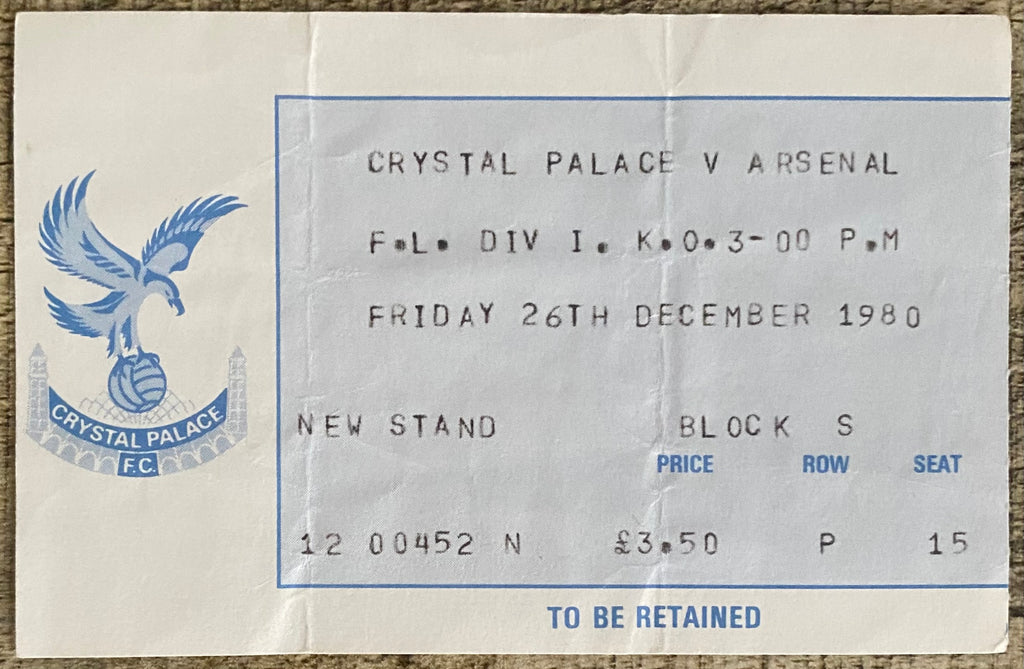 CRYSTAL PALACE V ARSENAL
F.L. DIV I. K.O. 3-00 P.M
FRIDAY 26TH DECEMBER 1980
NEW STAND BLOCK S
PRICE ROW SEAT
12 00452 N £3.50 P 15
TO BE RETAINED
CRYSTAL PALACE
F.C.